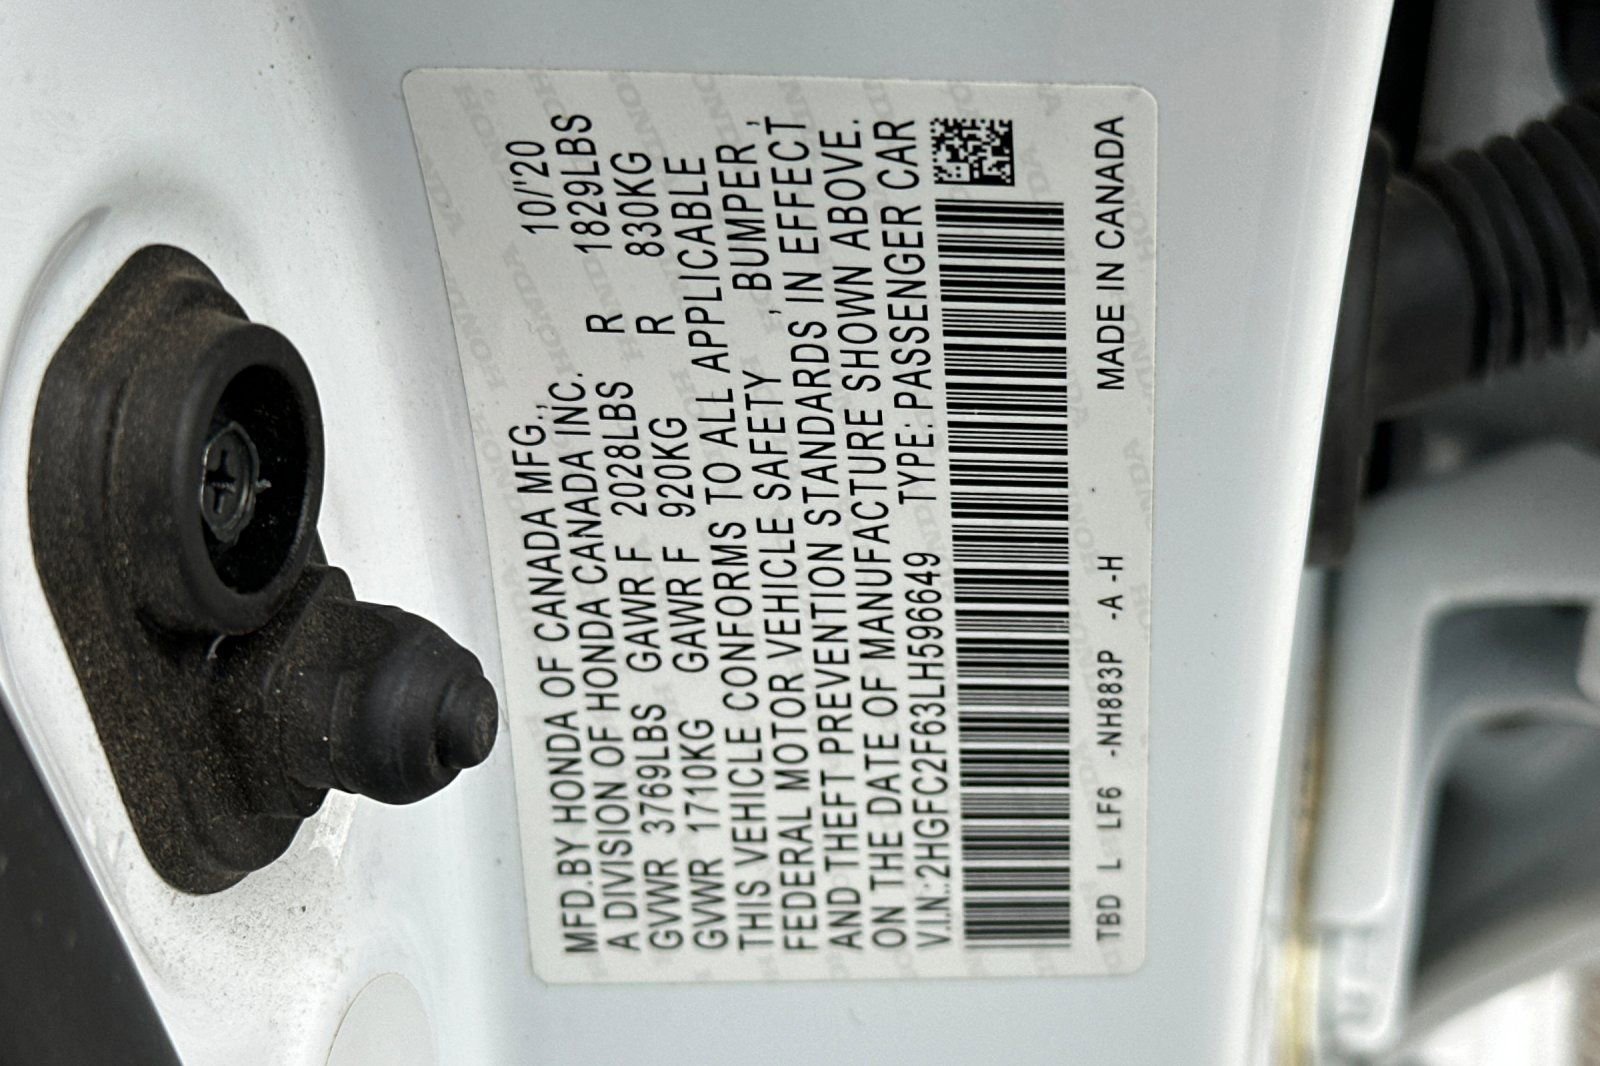 MFD.BY HONDA OF CANADA MFG., 10/'20
A DIVISION OF HONDA CANADA INC.
GVWR 3769LBS GAWR F 2028LBS R 1829LBS
GVWR 1710KG GAWR F 920KG R 830KG
THIS VEHICLE CONFORMS TO ALL APPLICABLE
FEDERAL MOTOR VEHICLE SAFETY , BUMPER ,
AND THEFT PREVENTION STANDARDS IN EFFECT
ON THE DATE OF MANUFACTURE SHOWN ABOVE.
V.I.N.:2HGFC2F63LH596649 TYPE:PASSENGER CAR
TBD L LF6 -NH883P -A -H MADE IN CANADA